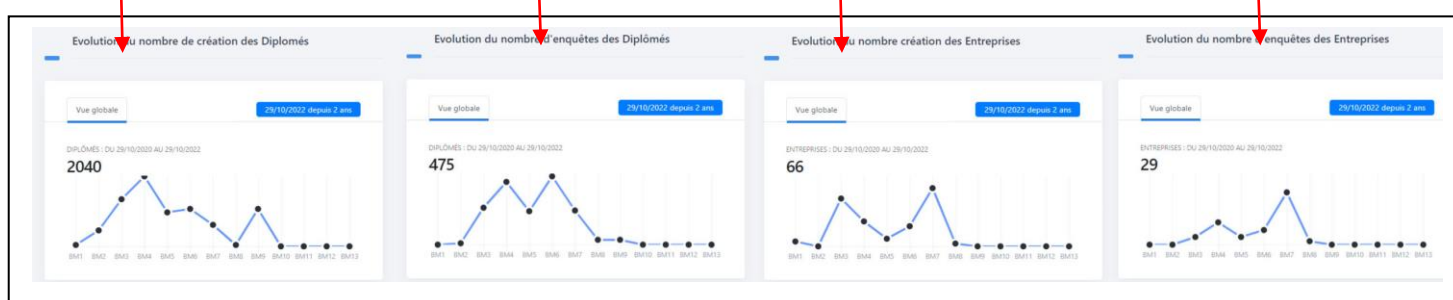 Evolution du nombre de création des Diplomés
Vue globale
29/10/2022 depuis 2 ans
DIPLÔMÉS : DU 29/10/2020 AU 29/10/2022
2040
BM1 BM2 BM3 BM4 BM5 BM6 BM7 BM8 BM9 BM10 BM11 BM12 BM13
Evolution du nombre d'enquêtes des Diplômés
Vue globale
29/10/2022 depuis 2 ans
DIPLÔMÉS : DU 29/10/2020 AU 29/10/2022
475
BM1 BM2 BM3 BM4 BM5 BM6 BM7 BM8 BM9 BM10 BM11 BM12 BM13
Evolution du nombre création des Entreprises
Vue globale
29/10/2022 depuis 2 ans
ENTREPRISES : DU 29/10/2020 AU 29/10/2022
66
BM1 BM2 BM3 BM4 BM5 BM6 BM7 BM8 BM9 BM10 BM11 BM12 BM13
Evolution du nombre d'enquêtes des Entreprises
Vue globale
29/10/2022 depuis 2 ans
ENTREPRISES : DU 29/10/2020 AU 29/10/2022
29
BM1 BM2 BM3 BM4 BM5 BM6 BM7 BM8 BM9 BM10 BM11 BM12 BM13